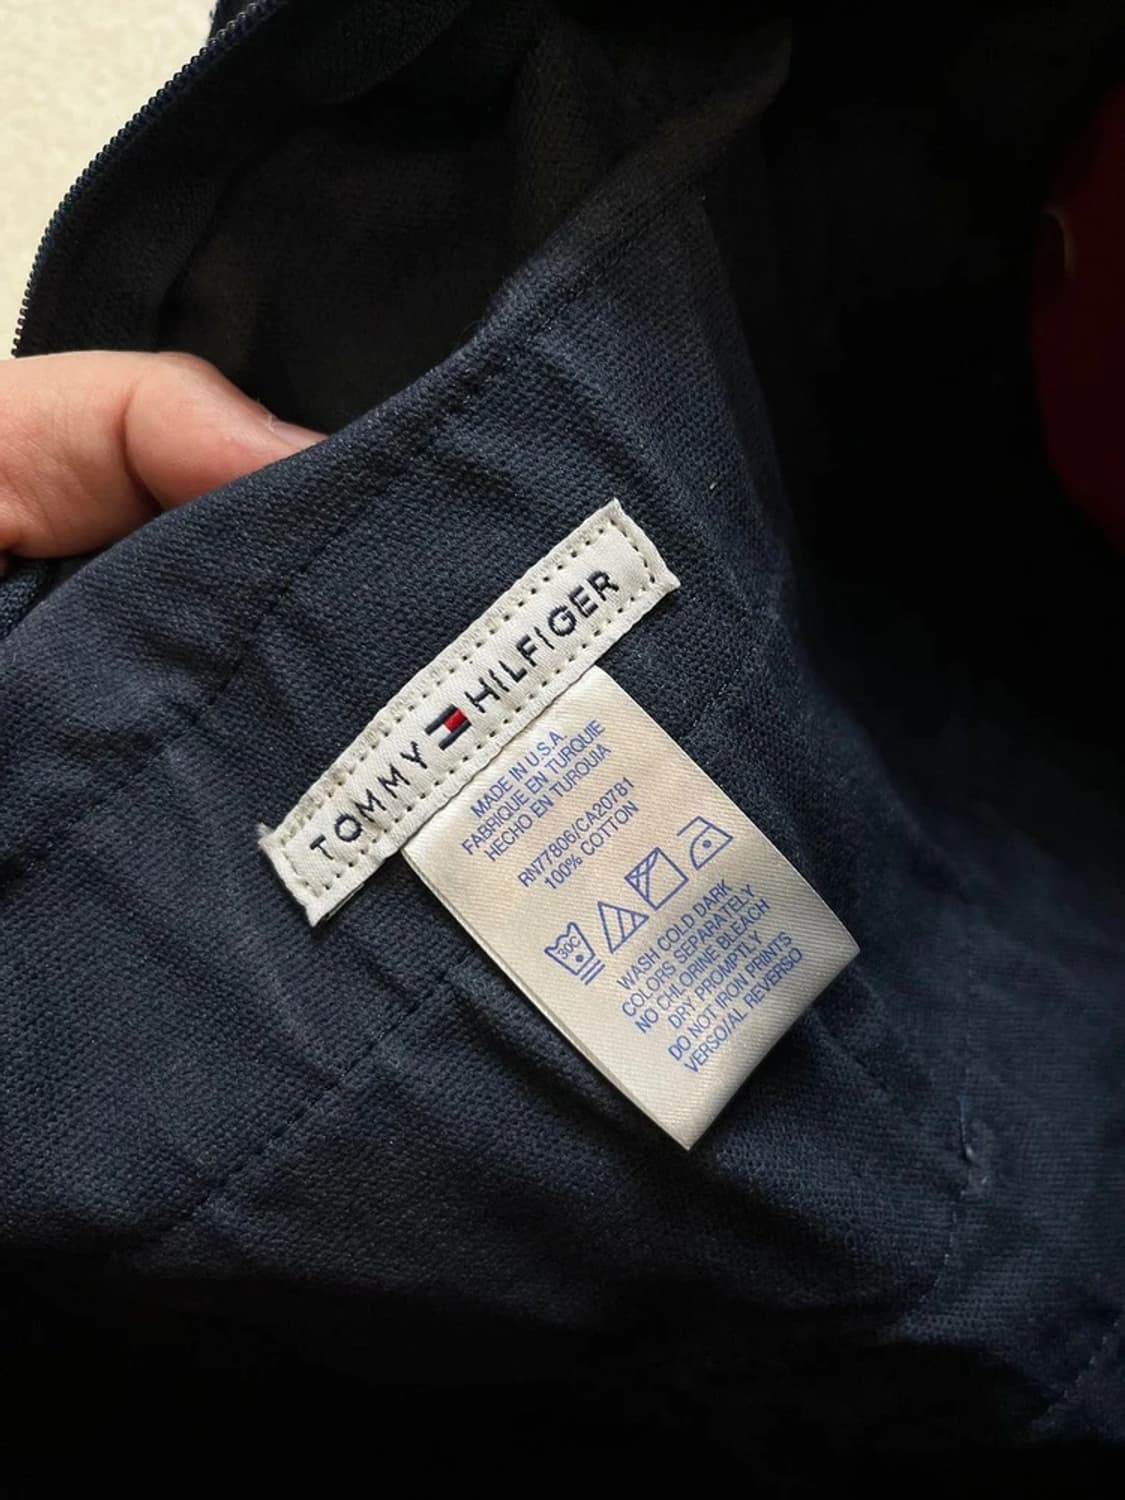 TOMMY HILFIGER
MADE IN U.S.A.
FABRIQUE EN TURQUIE
HECHO EN TURQUIA
RN77806/CA20781
100% COTTON
30C
WASH COLD DARK
COLORS SEPARATELY
NO CHLORINE BLEACH
DRY PROMPTLY
DO NOT IRON PRINTS
VERSO/AL REVERSO